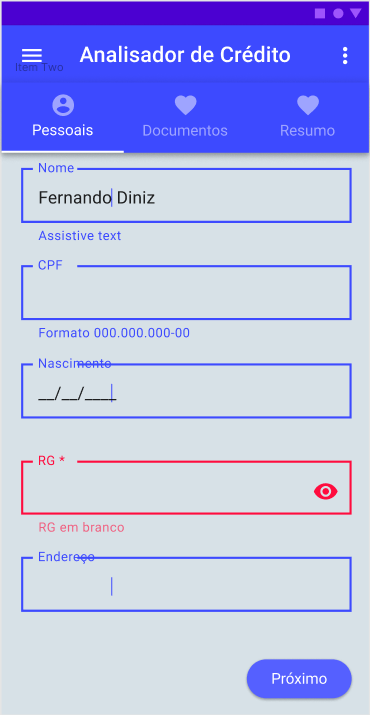 Analisador de Crédito
Item Two
Pessoais
Documentos
Resumo
Nome
Fernando Diniz
Assistive text
CPF
Formato 000.000.000-00
Nascimento
__/__/____
RG *
RG em branco
Endereço
Próximo